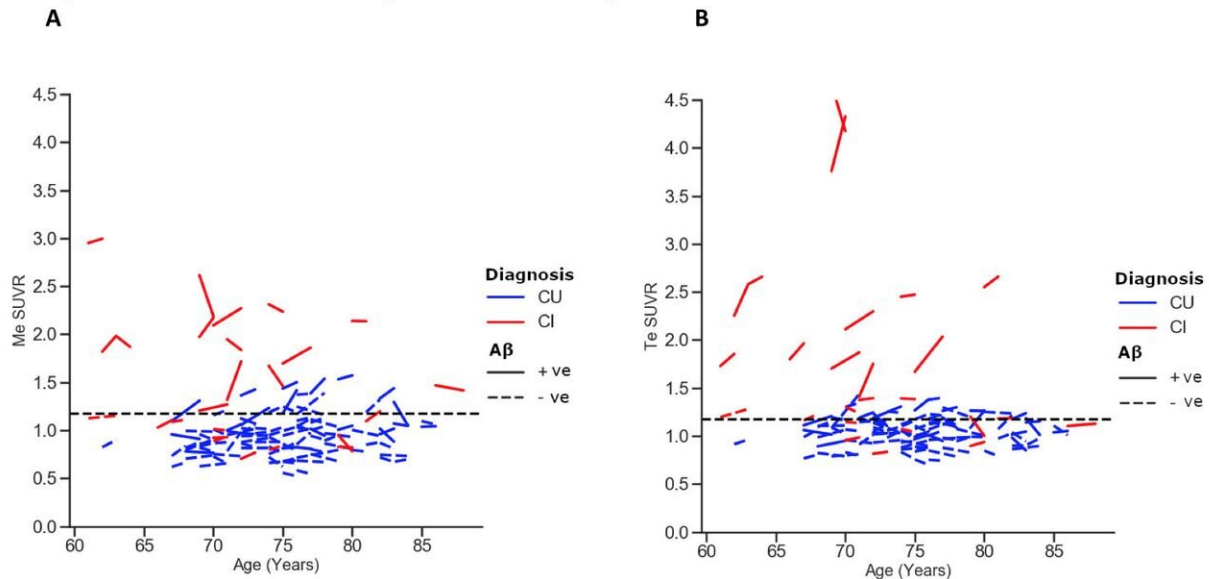 A
4.5
4.0
3.5
3.0
2.5
2.0
1.5
1.0
0.5
0.0
Me SUVR
60 65 70 75 80 85
Age (Years)
Diagnosis
CU
CI
Aβ
+ ve
- ve
B
4.5
4.0
3.5
3.0
2.5
2.0
1.5
1.0
0.5
0.0
Te SUVR
60 65 70 75 80 85
Age (Years)
Diagnosis
CU
CI
Aβ
+ ve
- ve